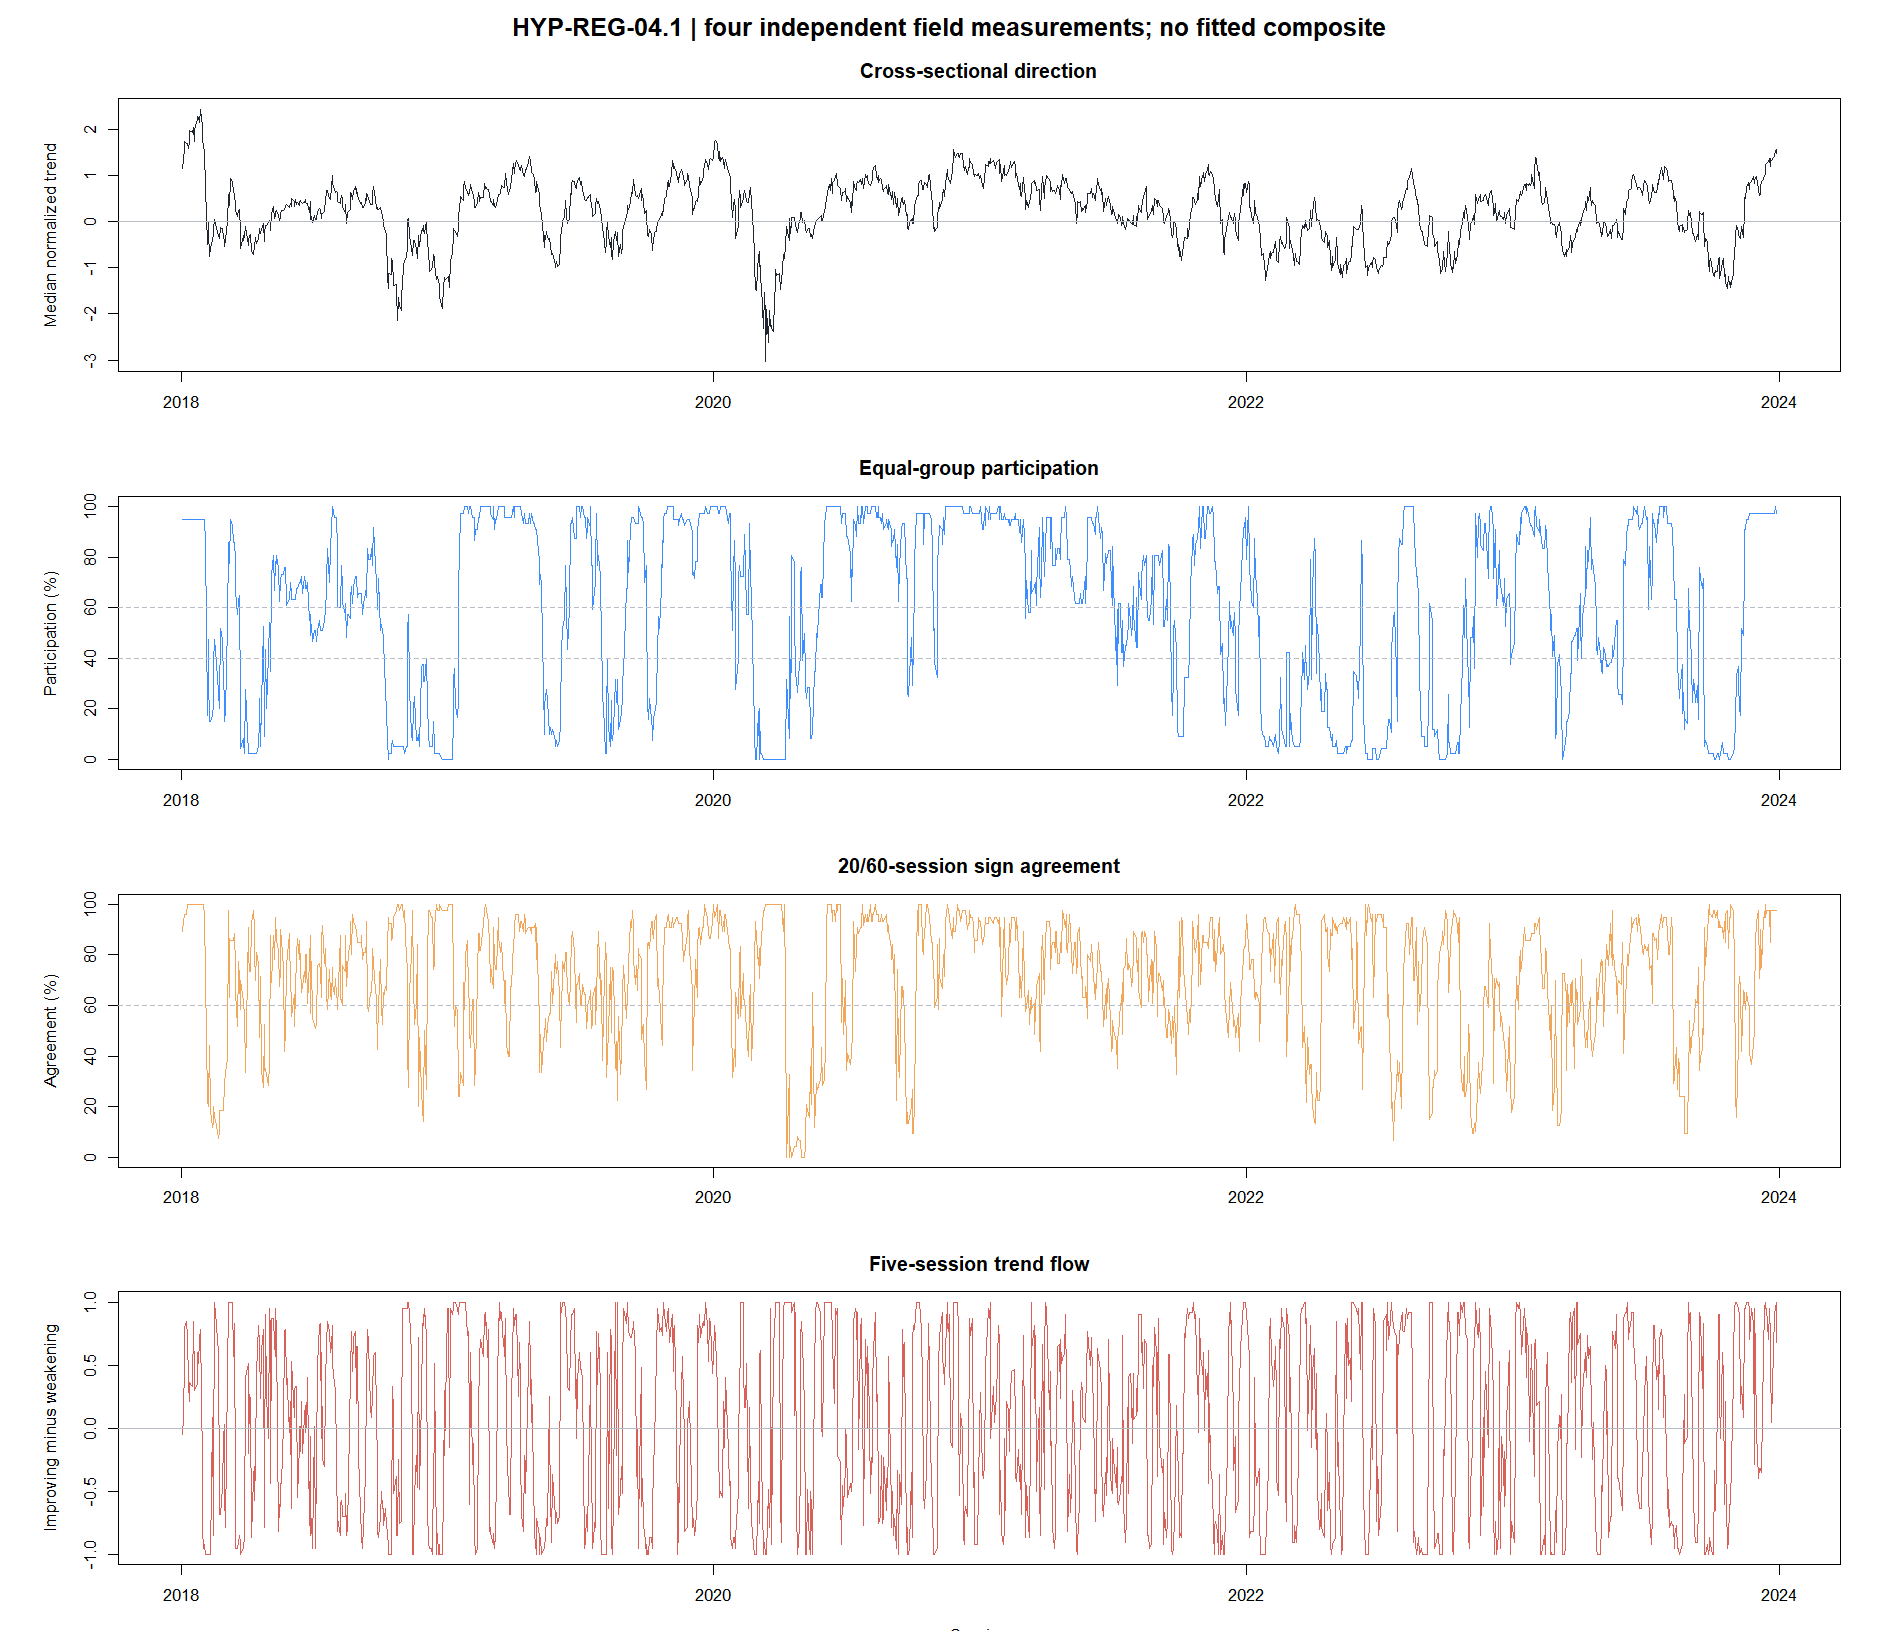 HYP-REG-04.1 | four independent field measurements; no fitted composite
Cross-sectional direction
Median normalized trend
2
1
0
-1
-2
-3
2018 2020 2022 2024
Equal-group participation
Participation (%)
100
80
60
40
20
0
2018 2020 2022 2024
20/60-session sign agreement
Agreement (%)
100
80
60
40
20
0
2018 2020 2022 2024
Five-session trend flow
Improving minus weakening
1.0
0.5
0.0
-0.5
-1.0
2018 2020 2022 2024